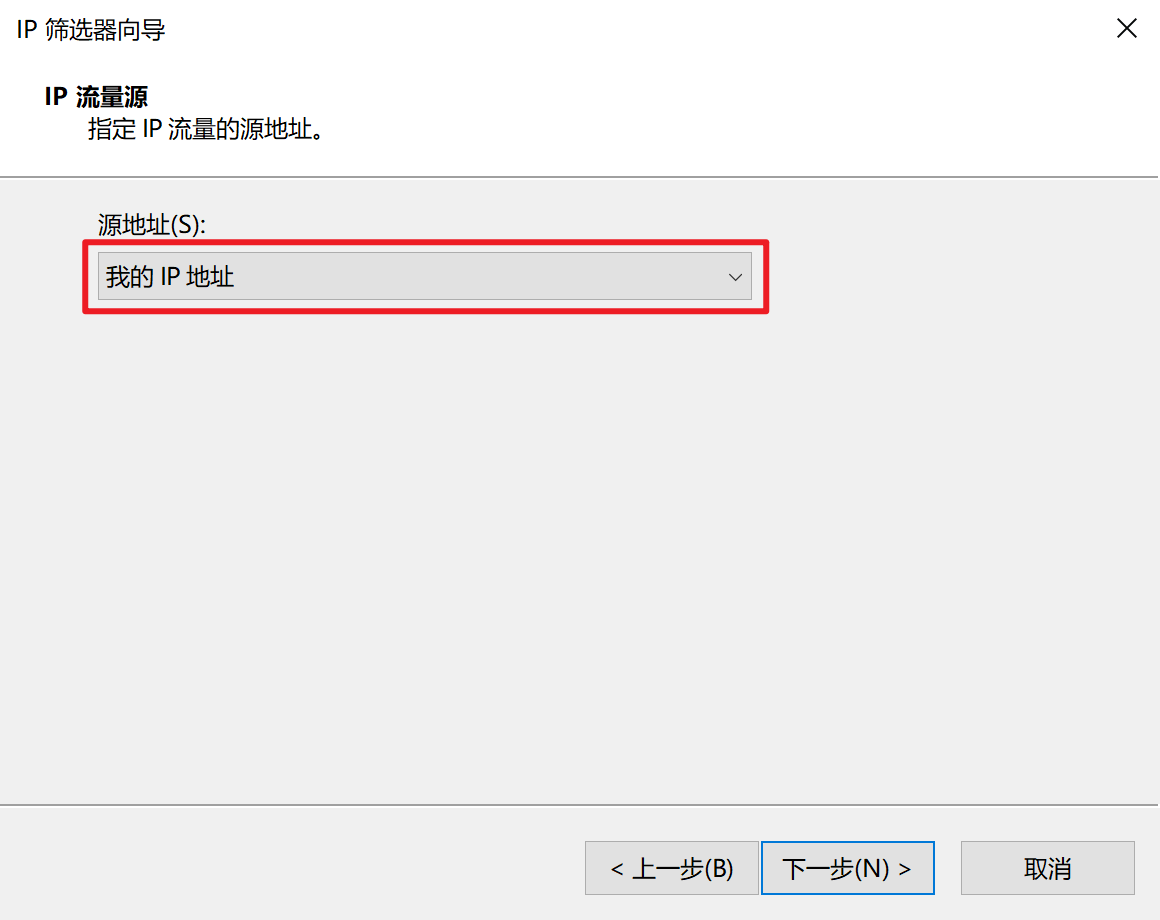 IP 筛选器向导
IP 流量源
指定 IP 流量的源地址。
源地址(S):
我的 IP 地址
< 上一步(B)
下一步(N) >
取消